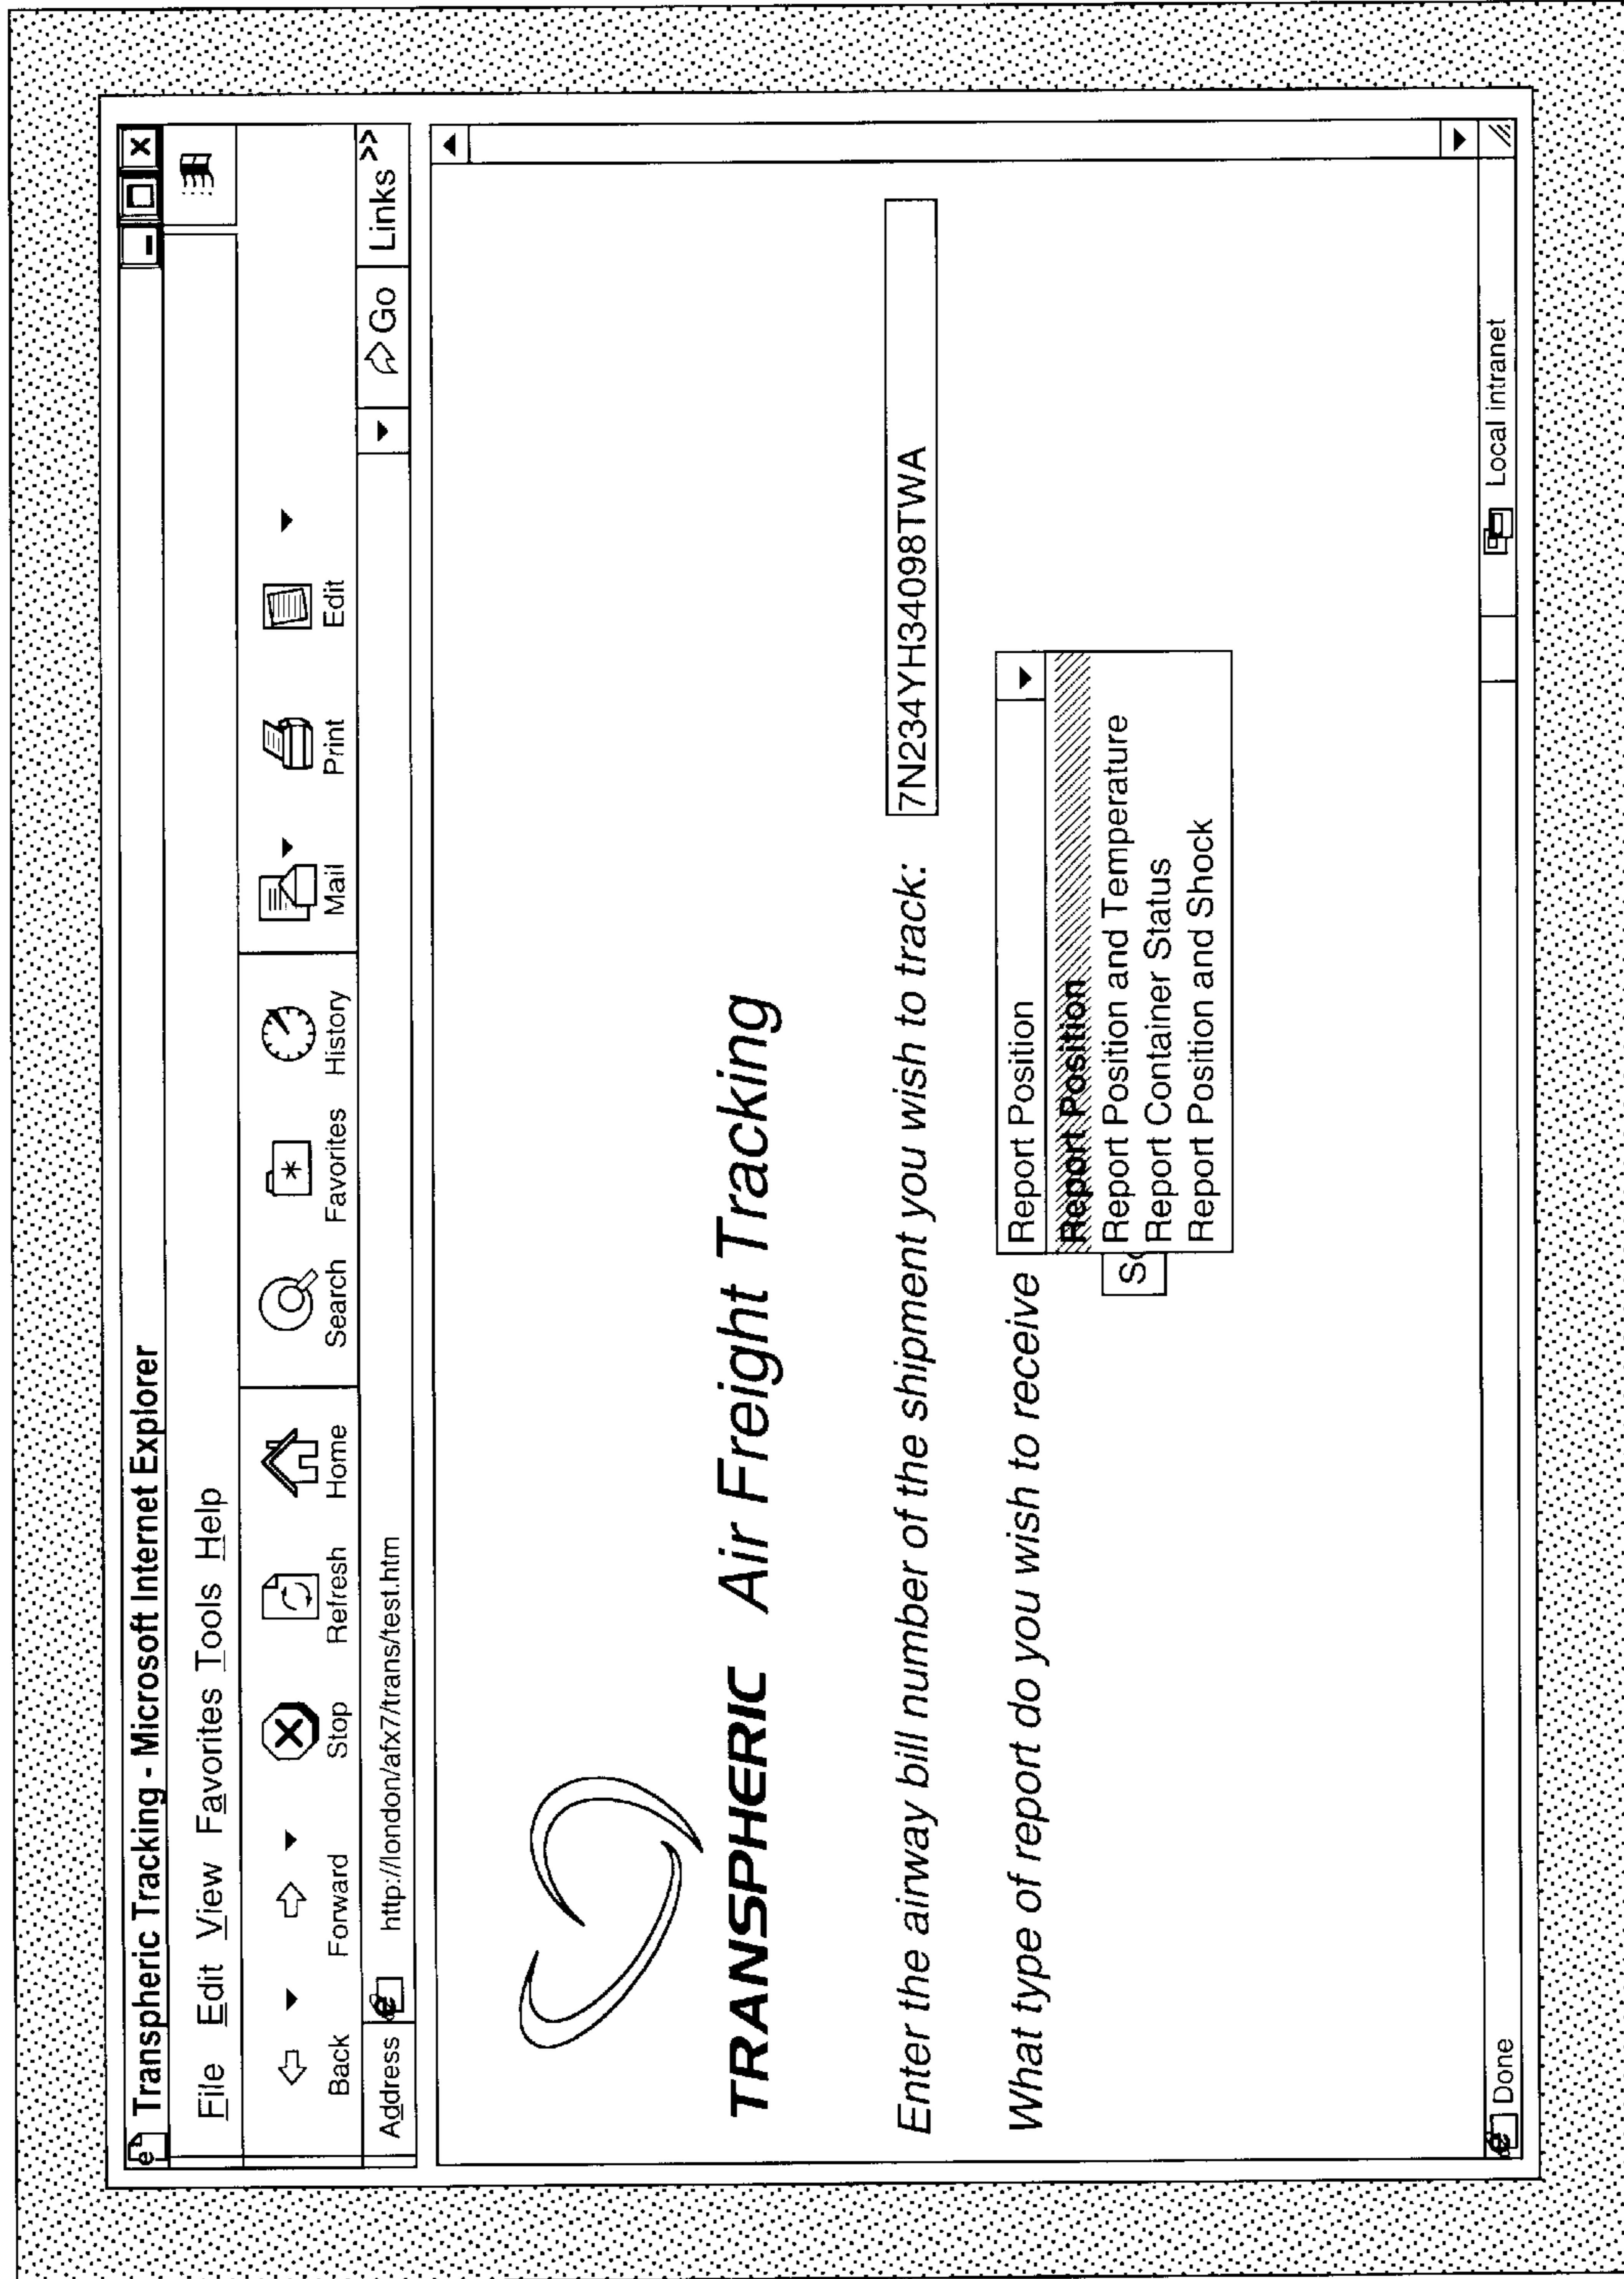 Transpheric Tracking - Microsoft Internet Explorer
File Edit View Favorites Tools Help
Back Forward Stop Refresh Home Search Favorites History Mail Print Edit
Address http://london/afx7/trans/test.htm Go Links >>
TRANSPHERIC Air Freight Tracking
Enter the airway bill number of the shipment you wish to track: 7N234YH34098TWA
What type of report do you wish to receive Report Position
Report Position
Report Position and Temperature
Report Container Status
Report Position and Shock
Done Local intranet